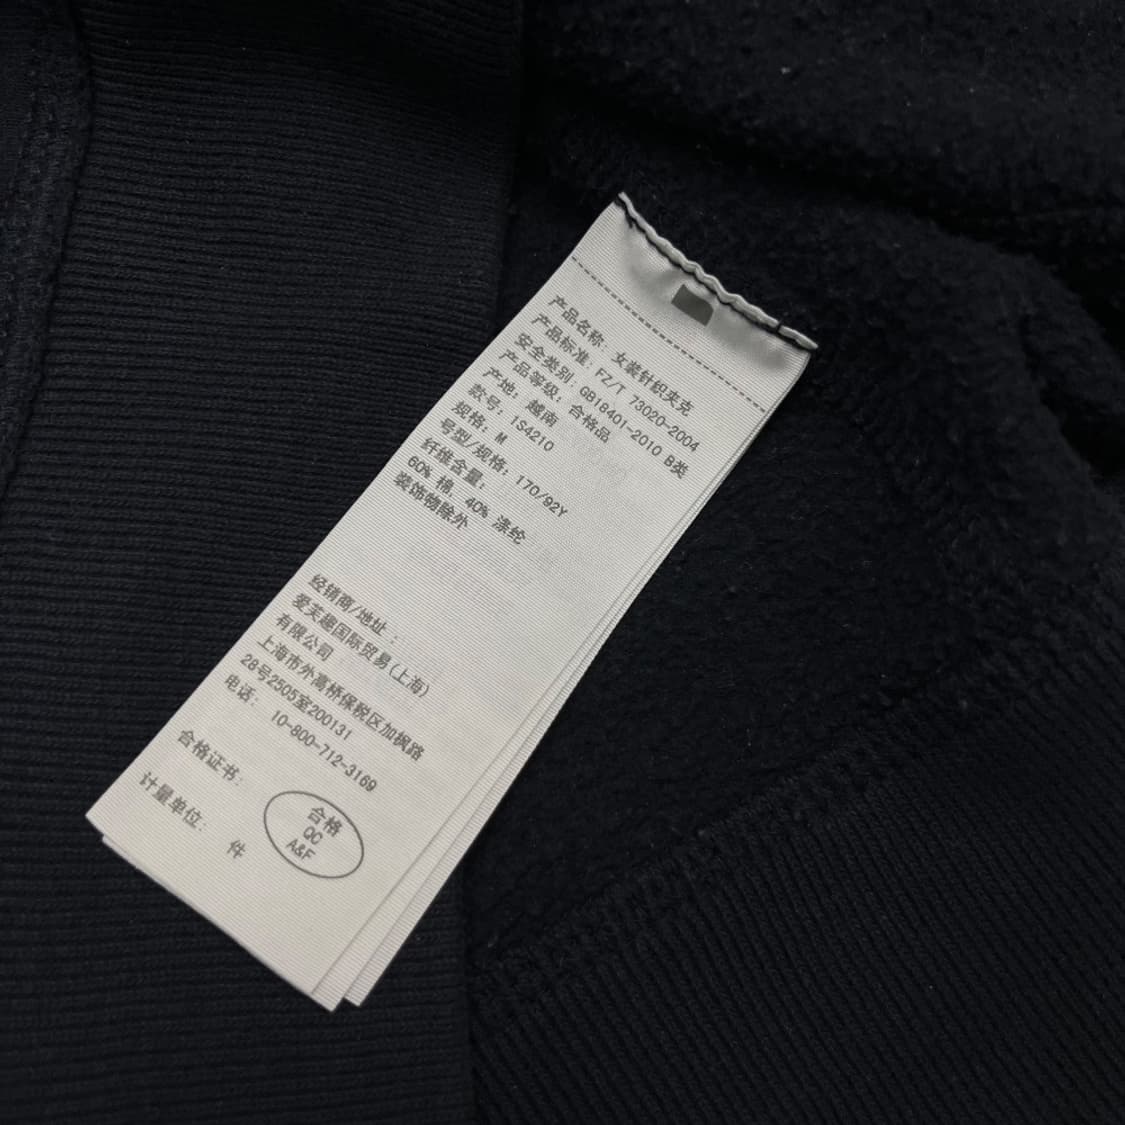 产品名称: 女装针织夹克
产品标准: FZ/T 73020-2004
安全类别: GB18401-2010 B类
产品等级: 合格品
产地: 越南
款号: 1S4210
规格: M
号型/规格: 170/92Y
纤维含量:
60% 棉, 40% 涤纶
装饰物除外
经销商/地址 :
爱芙趣国际贸易(上海)
有限公司
上海市外高桥保税区加枫路
28号2505室200131
电话: 10-800-712-3169
合格证书:
合格
QC
A&F
计量单位:
件